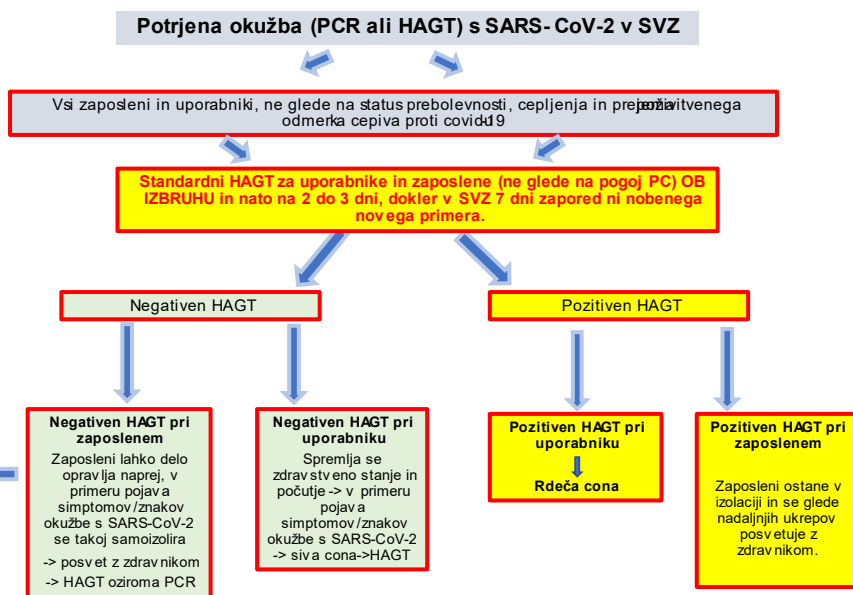 Potrjena okužba (PCR ali HAGT) s SARS- CoV-2 v SVZ
Vsi zaposleni in uporabniki, ne glede na status prebolevnosti, cepljenja in
odmerka cepiva proti
Standardni HAGT za uporabnike in zaposlene (ne glede na pogoj PC) OB
IZBRUHU in nato na 2 do 3 dni, dokler v SVZ 7 dni zapored ni nobenega
novega primera.
Negativen HAGT
Pozitiven HAGT
Negativen HAGT pri
zaposlenem
Zaposleni lahko delo
opravlja naprej, v
primeru pojava
simptomov/znakov
okužbe s SARS-CoV-2
se takoj samoizolira
-> posvet z zdravnikom
-> HAGT oziroma PCR
Negativen HAGT pri
uporabniku
Spremlja se
zdravstveno stanje in
počutje -> v primeru
pojava
simptomov/znakov
okužbe s SARS-CoV-2
-> siva cona->HAGT
Pozitiven HAGT pri
uporabniku
Rdeča cona
Pozitiven HAGT pri
zaposlenem
Zaposleni ostane v
izolaciji in se glede
nadaljnjih ukrepov
posvetuje z
zdravnikom.